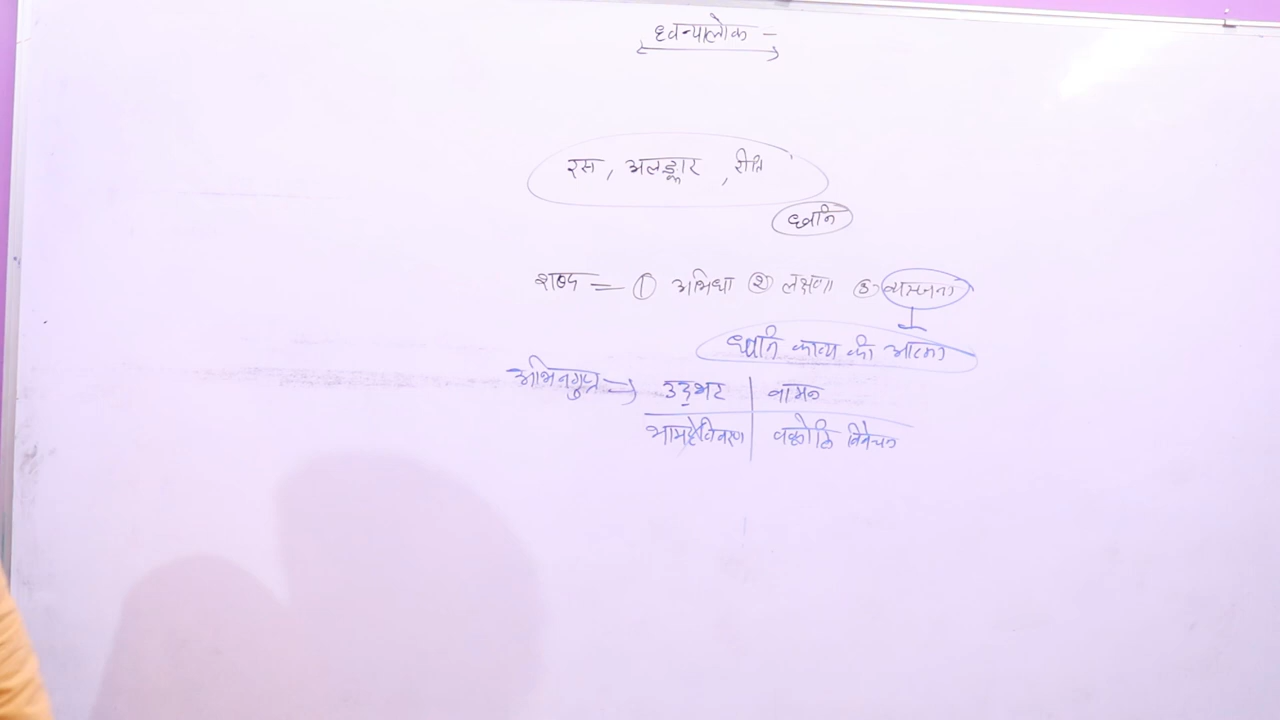 ध्वन्यालोक -
रस, अलङ्कार, रीति
ध्वनि
शब्द = ① अभिधा ② लक्षणा ③ व्यञ्जना
ध्वनि काव्य की आत्मा
अभिनवगुप्त → उद्भट | वामन
भामह विवरण | वक्रोक्ति विवेचन